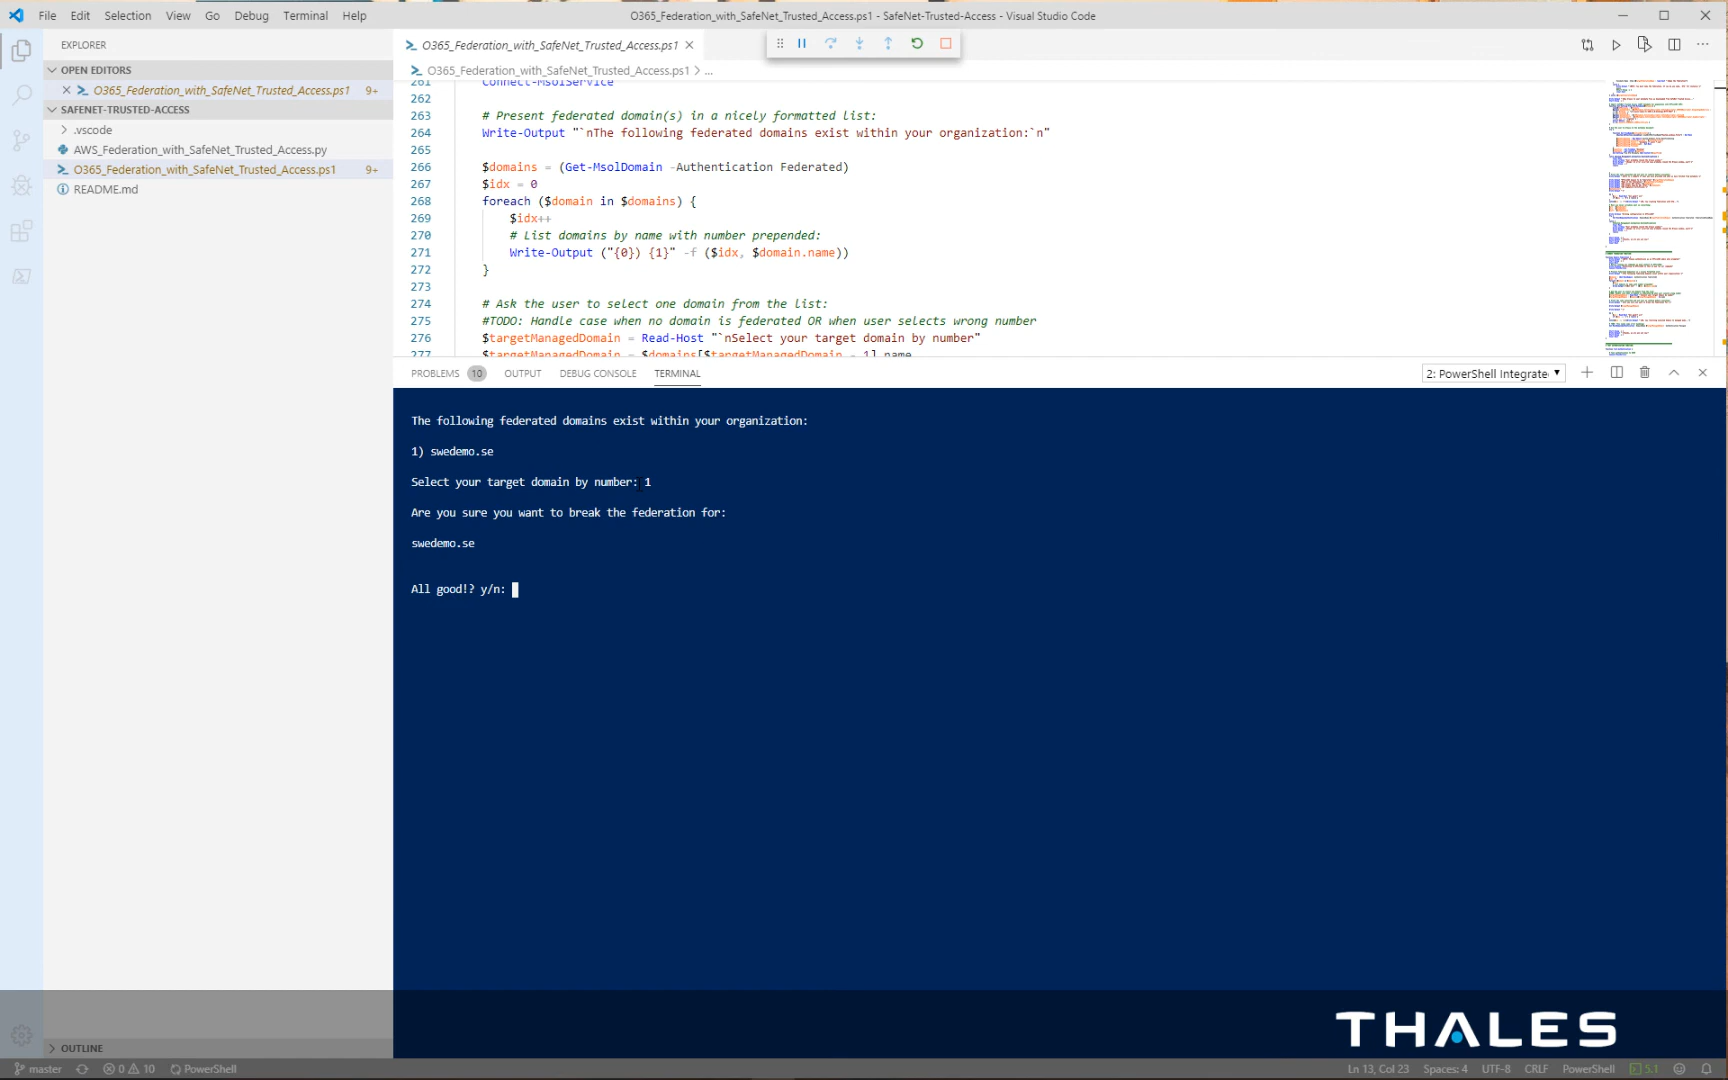 File Edit Selection View Go Debug Terminal Help
O365_Federation_with_SafeNet_Trusted_Access.ps1 - SafeNet-Trusted-Access - Visual Studio Code
EXPLORER
OPEN EDITORS
O365_Federation_with_SafeNet_Trusted_Access.ps1 9+
SAFENET-TRUSTED-ACCESS
.vscode
AWS_Federation_with_SafeNet_Trusted_Access.py
O365_Federation_with_SafeNet_Trusted_Access.ps1 9+
README.md
OUTLINE
O365_Federation_with_SafeNet_Trusted_Access.ps1
O365_Federation_with_SafeNet_Trusted_Access.ps1 > ...
261 Connect-MsolService
262
263 # Present federated domain(s) in a nicely formatted List:
264 Write-Output "`nThe following federated domains exist within your organization:`n"
265
266 $domains = (Get-MsolDomain -Authentication Federated)
267 $idx = 0
268 foreach ($domain in $domains) {
269 $idx++
270 # List domains by name with number prepended:
271 Write-Output ("{0}) {1}" -f ($idx, $domain.name))
272 }
273
274 # Ask the user to select one domain from the list:
275 #TODO: Handle case when no domain is federated OR when user selects wrong number
276 $targetManagedDomain = Read-Host "`nSelect your target domain by number"
277 $targetManagedDomain = $domains[$targetManagedDomain - 1].name
PROBLEMS 10 OUTPUT DEBUG CONSOLE TERMINAL
2: PowerShell Integrate
The following federated domains exist within your organization:
1) swedemo.se
Select your target domain by number: 1
Are you sure you want to break the federation for:
swedemo.se
All good!? y/n:
THALES
master 0 10 PowerShell
Ln 13, Col 23 Spaces: 4 UTF-8 CRLF PowerShell 5.1